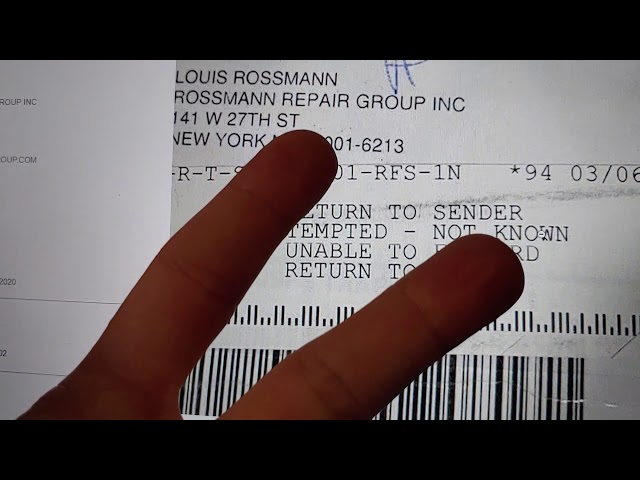 ROUP INC
OUP.COM
2020
02
LOUIS ROSSMANN
ROSSMANN REPAIR GROUP INC
141 W 27TH ST
NEW YORK 001-6213
-R-T-S 01-RFS-1N *94 03/06
RETURN TO SENDER
TEMPTED - NOT KNOWN
UNABLE TO RD
RETURN TO